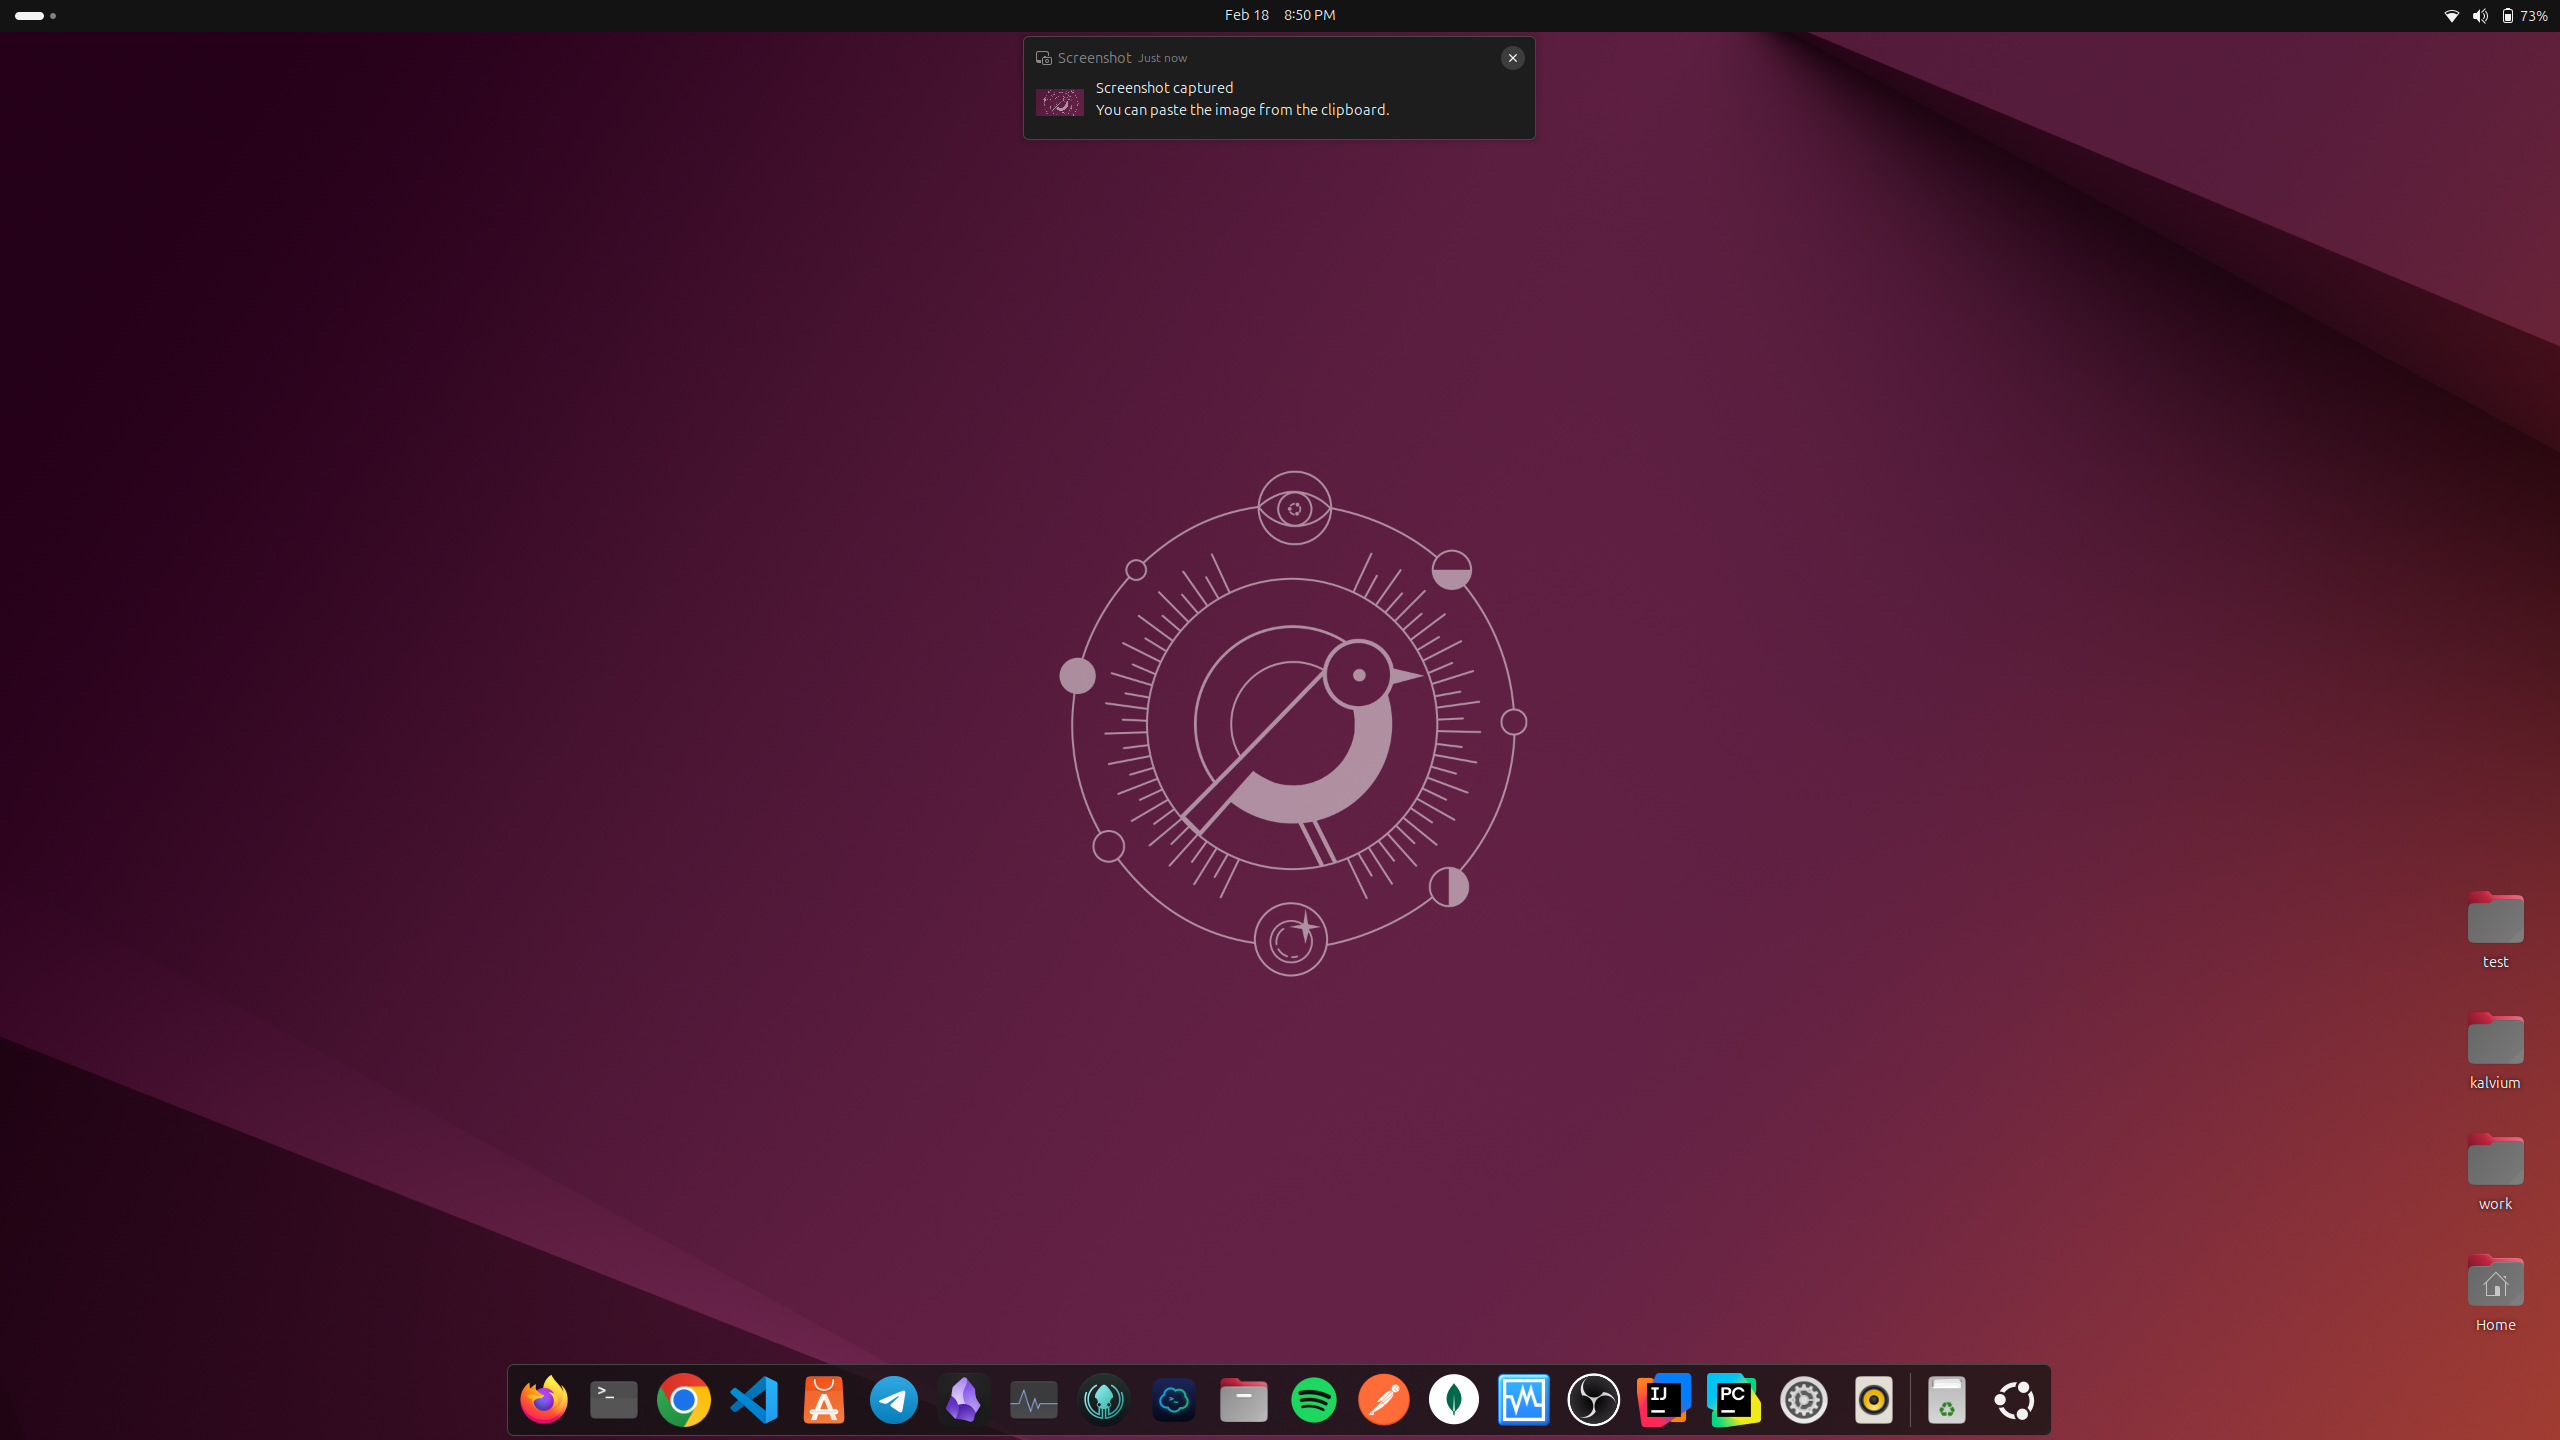 Feb 18 8:50 PM
73%
Screenshot Just now
Screenshot captured
You can paste the image from the clipboard.
test
kalvium
work
Home
>_
IJ
PC